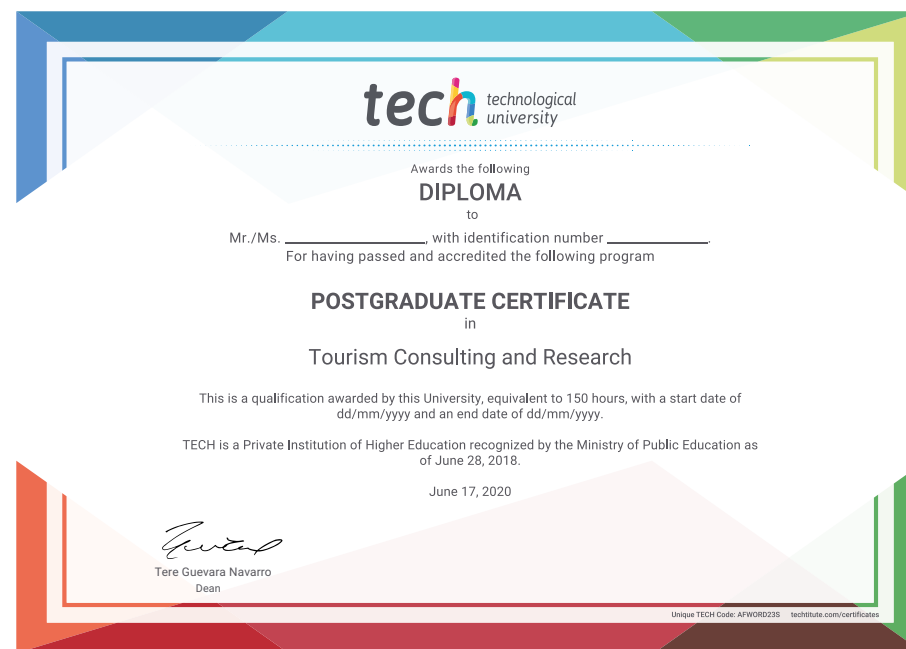 tech technological
university
Awards the following
DIPLOMA
to
Mr./Ms. ____________________, with identification number ______________.
For having passed and accredited the following program
POSTGRADUATE CERTIFICATE
in
Tourism Consulting and Research
This is a qualification awarded by this University, equivalent to 150 hours, with a start date of
dd/mm/yyyy and an end date of dd/mm/yyyy.
TECH is a Private Institution of Higher Education recognized by the Ministry of Public Education as
of June 28, 2018.
June 17, 2020
Tere Guevara Navarro
Dean
Unique TECH Code: AFWORD23S techtitute.com/certificates